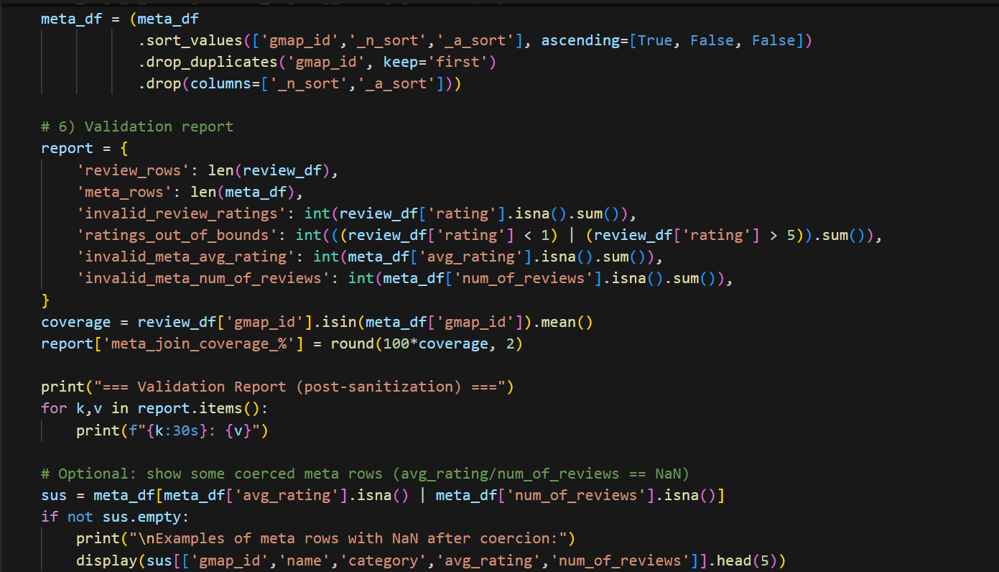 meta_df = (meta_df
.sort_values(['gmap_id','_n_sort','_a_sort'], ascending=[True, False, False])
.drop_duplicates('gmap_id', keep='first')
.drop(columns=['_n_sort','_a_sort']))
# 6) Validation report
report = {
'review_rows': len(review_df),
'meta_rows': len(meta_df),
'invalid_review_ratings': int(review_df['rating'].isna().sum()),
'ratings_out_of_bounds': int(((review_df['rating'] < 1) | (review_df['rating'] > 5)).sum()),
'invalid_meta_avg_rating': int(meta_df['avg_rating'].isna().sum()),
'invalid_meta_num_of_reviews': int(meta_df['num_of_reviews'].isna().sum()),
}
coverage = review_df['gmap_id'].isin(meta_df['gmap_id']).mean()
report['meta_join_coverage_%'] = round(100*coverage, 2)
print("=== Validation Report (post-sanitization) ===")
for k,v in report.items():
print(f"{k:30s}: {v}")
# Optional: show some coerced meta rows (avg_rating/num_of_reviews == NaN)
sus = meta_df[meta_df['avg_rating'].isna() | meta_df['num_of_reviews'].isna()]
if not sus.empty:
print("\nExamples of meta rows with NaN after coercion:")
display(sus[['gmap_id','name','category','avg_rating','num_of_reviews']].head(5))